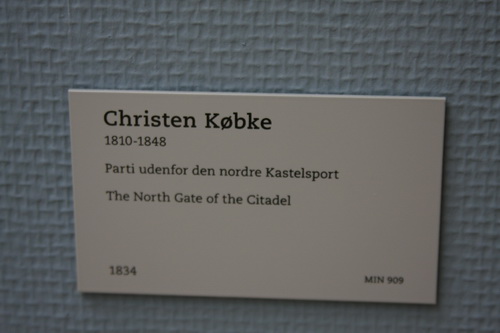 Christen Købke
1810-1848
Parti udenfor den nordre Kastelsport
The North Gate of the Citadel
1834
MIN 909